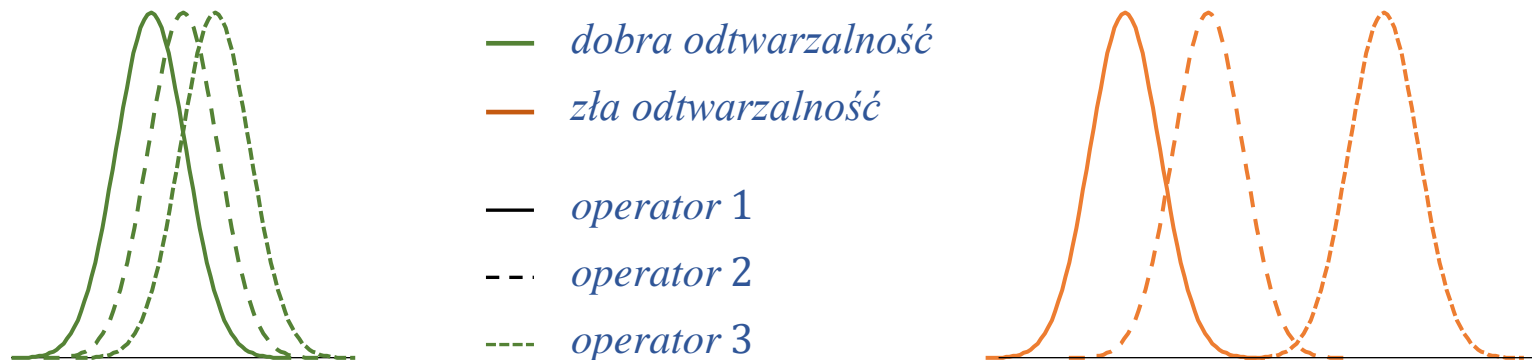 dobra odtwarzalność
zła odtwarzalność
operator 1
operator 2
operator 3